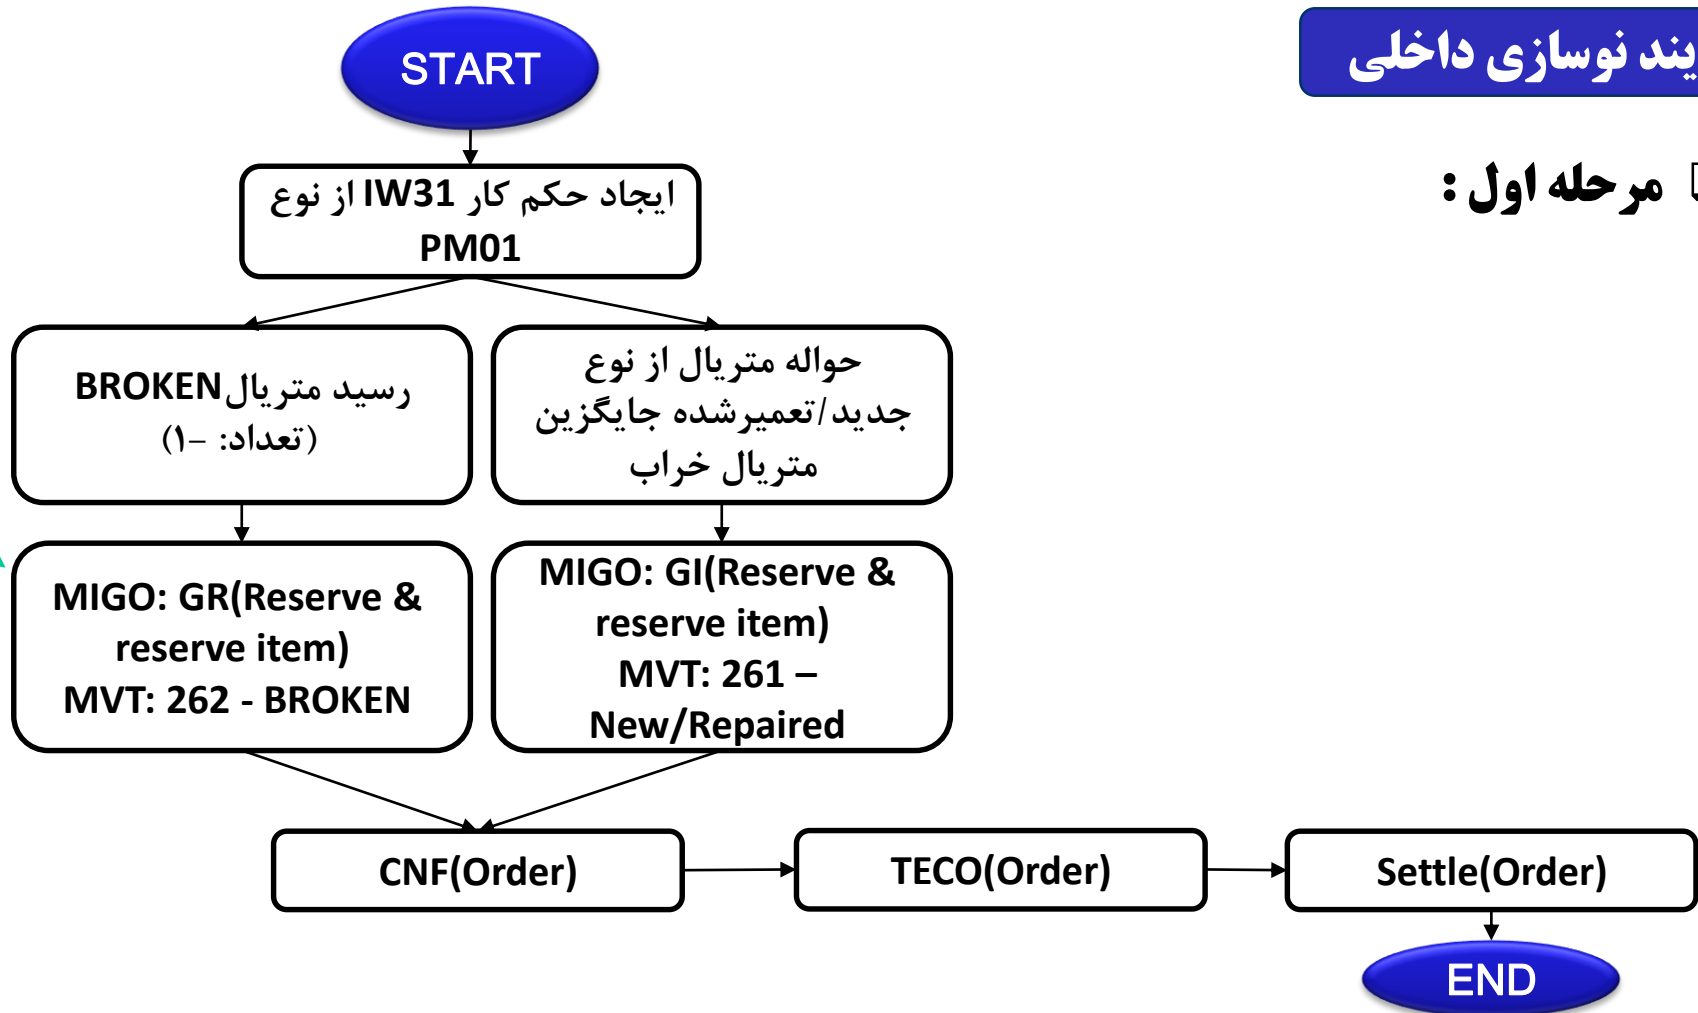 یند نوسازی داخلی
مرحله اول :
START
ایجاد حکم کار IW31 از نوع
PM01
حواله متریال از نوع
جدید/تعمیرشده جایگزین
متریال خراب
رسید متریال BROKEN
(تعداد: -۱)
MIGO: GI(Reserve &
reserve item)
MVT: 261 –
New/Repaired
MIGO: GR(Reserve &
reserve item)
MVT: 262 - BROKEN
CNF(Order)
TECO(Order)
Settle(Order)
END